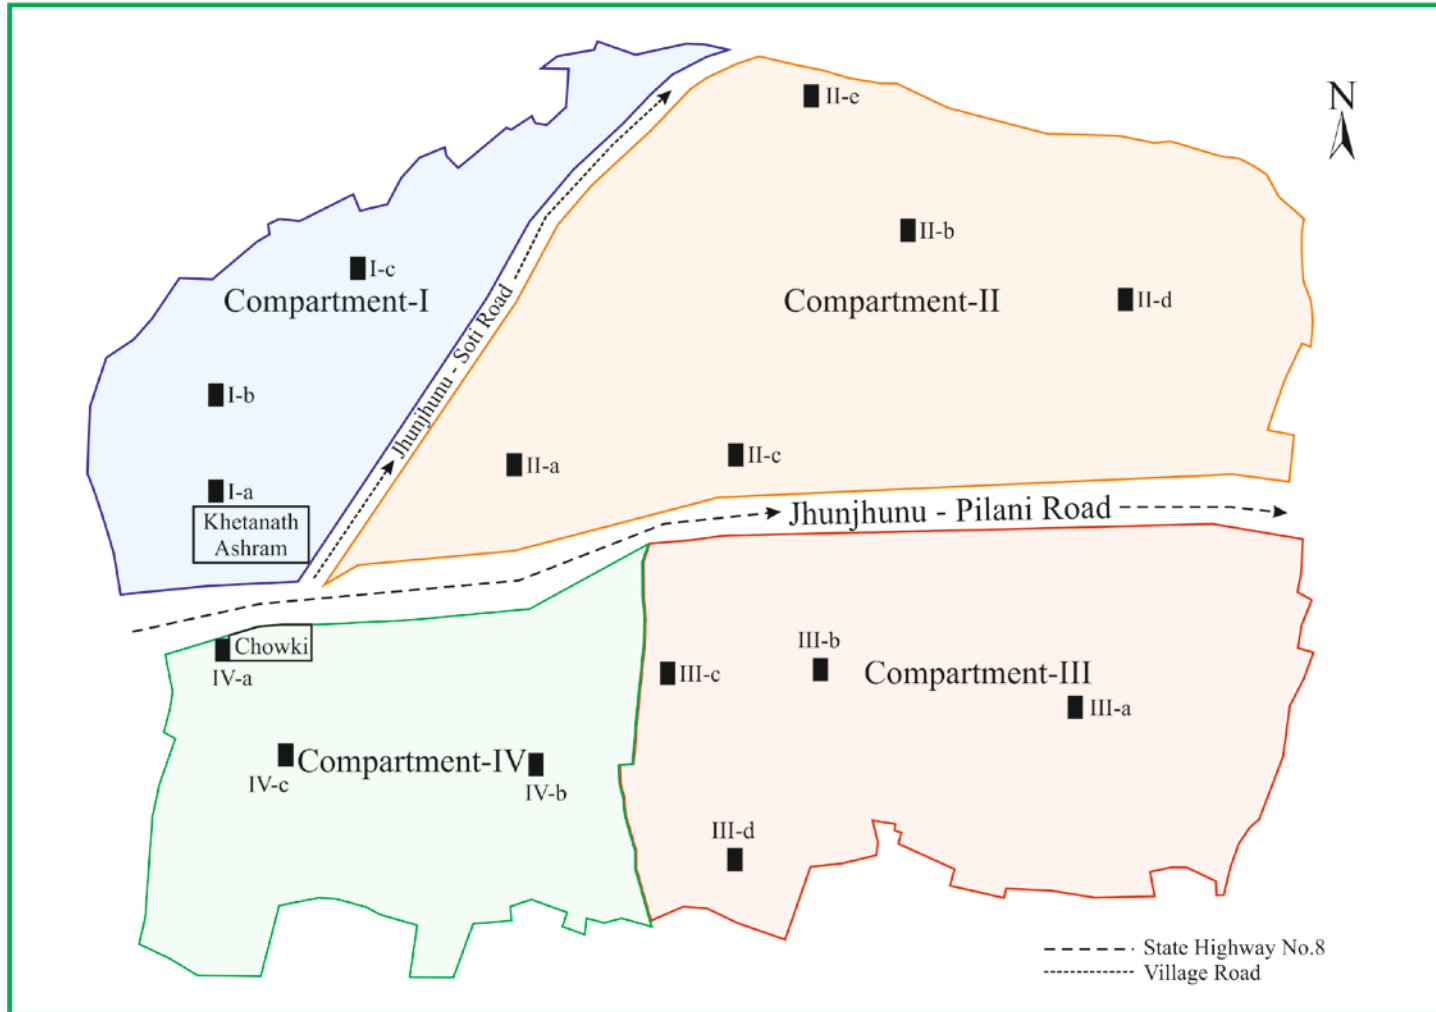 II-e
N
II-b
I-c
Compartment-I
Compartment-II
II-d
Jhunjhunu - Soti Road
I-b
II-a
II-c
I-a
Khetanath
Ashram
Jhunjhunu - Pilani Road
Chowki
IV-a
III-b
III-c
Compartment-III
III-a
Compartment-IV
IV-c
IV-b
III-d
State Highway No.8
Village Road